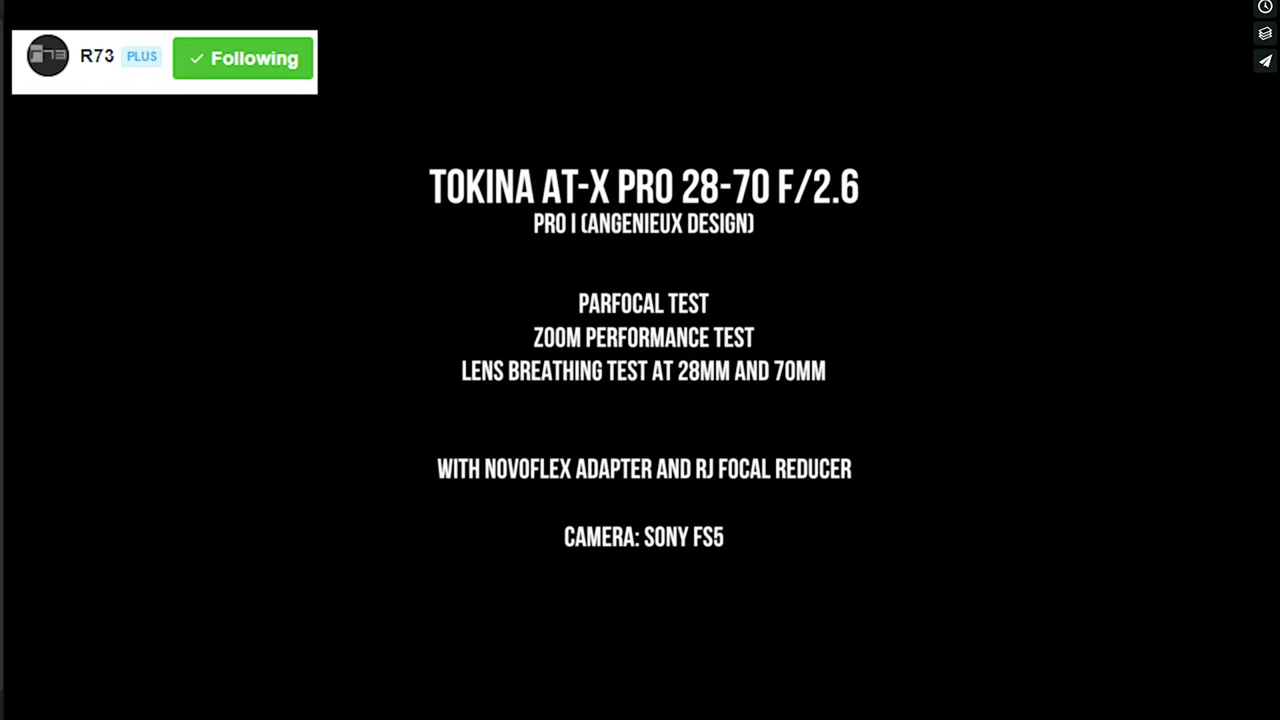 R73 PLUS Following
TOKINA AT-X PRO 28-70 F/2.6
PRO I (ANGENIEUX DESIGN)
PARFOCAL TEST
ZOOM PERFORMANCE TEST
LENS BREATHING TEST AT 28MM AND 70MM
WITH NOVOFLEX ADAPTER AND RJ FOCAL REDUCER
CAMERA: SONY FS5